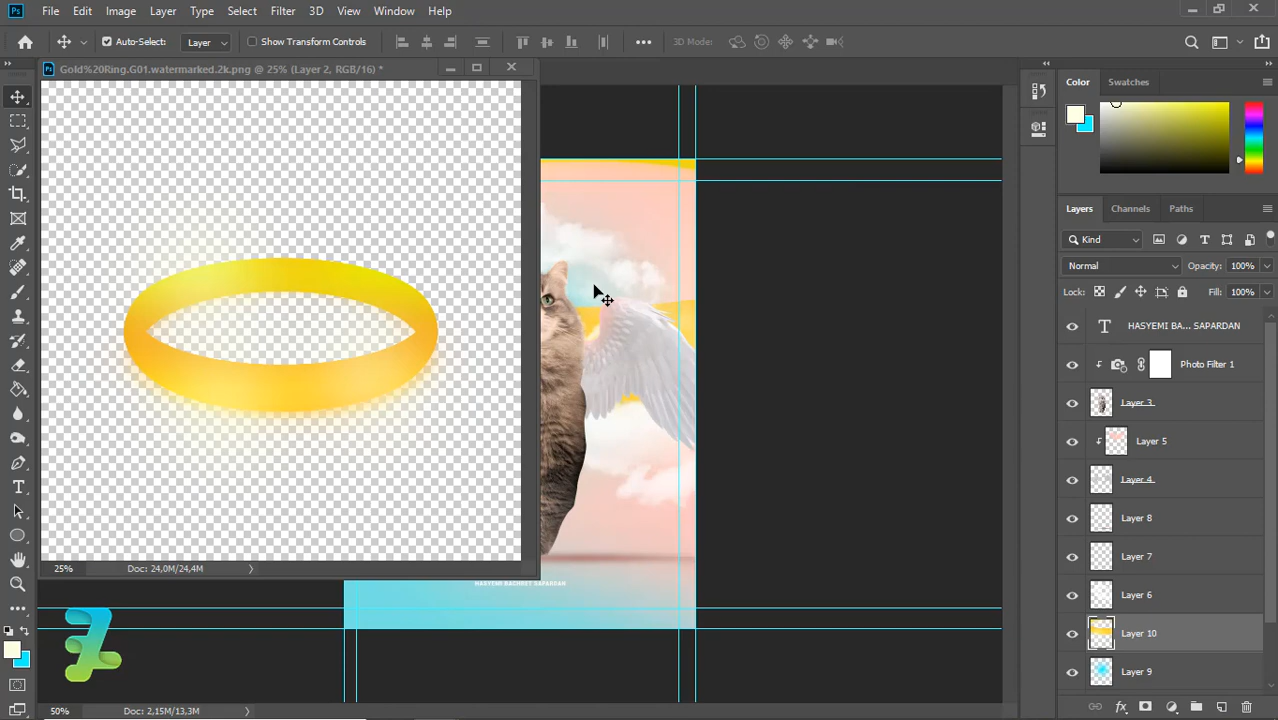 Ps File Edit Image Layer Type Select Filter 3D View Window Help
Auto-Select: Layer Show Transform Controls 3D Mode:
Gold%20Ring.G01.watermarked.2k.png @ 25% (Layer 2, RGB/16) *
Color Swatches
Layers Channels Paths
Kind
Normal Opacity: 100%
Lock: Fill: 100%
HASYEMI BA... SAPARDAN
Photo Filter 1
Layer 3
Layer 5
Layer 4
Layer 8
Layer 7
Layer 6
Layer 10
Layer 9
25% Doc: 24,0M/24,4M
HASYEMI BACHEET SAPARDAN
50% Doc: 2,15M/13,3M